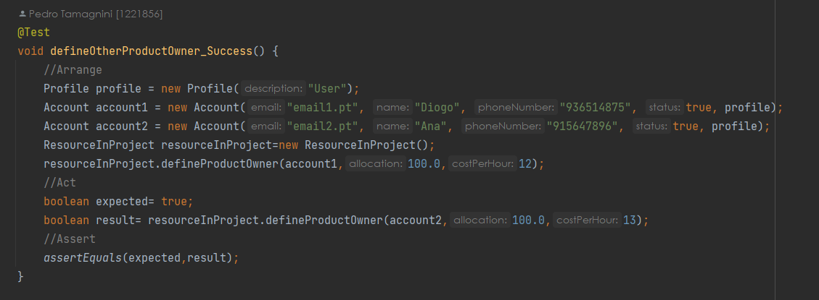 Pedro Tamagnini [1221856]
@Test
void defineOtherProductOwner_Success() {
//Arrange
Profile profile = new Profile( description: "User");
Account account1 = new Account( email: "email1.pt", name: "Diogo", phoneNumber: "936514875", status: true, profile);
Account account2 = new Account( email: "email2.pt", name: "Ana", phoneNumber: "915647896", status: true, profile);
ResourceInProject resourceInProject=new ResourceInProject();
resourceInProject.defineProductOwner(account1, allocation: 100.0, costPerHour: 12);
//Act
boolean expected= true;
boolean result= resourceInProject.defineProductOwner(account2, allocation: 100.0, costPerHour: 13);
//Assert
assertEquals(expected,result);
}